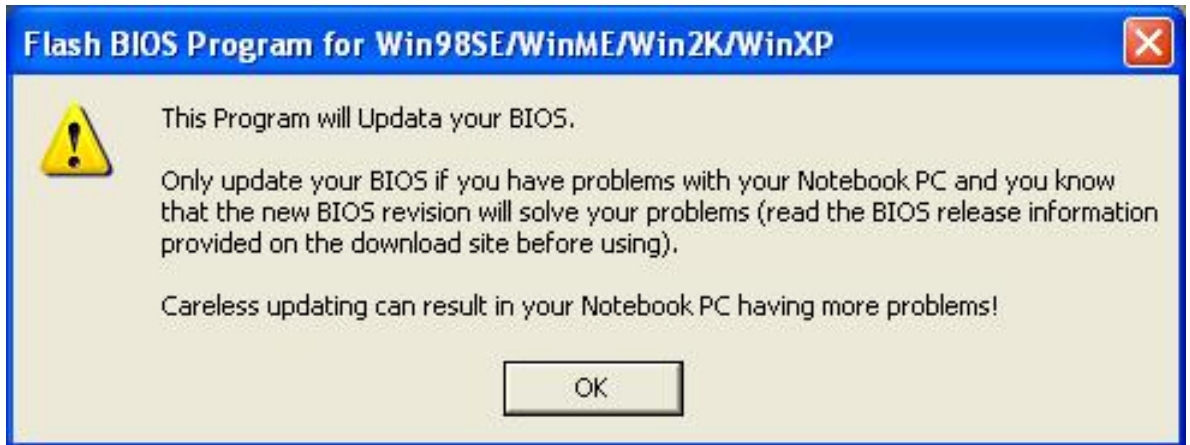 Flash BIOS Program for Win98SE/WinME/Win2K/WinXP
This Program will Updata your BIOS.
Only update your BIOS if you have problems with your Notebook PC and you know
that the new BIOS revision will solve your problems (read the BIOS release information
provided on the download site before using).
Careless updating can result in your Notebook PC having more problems!
OK